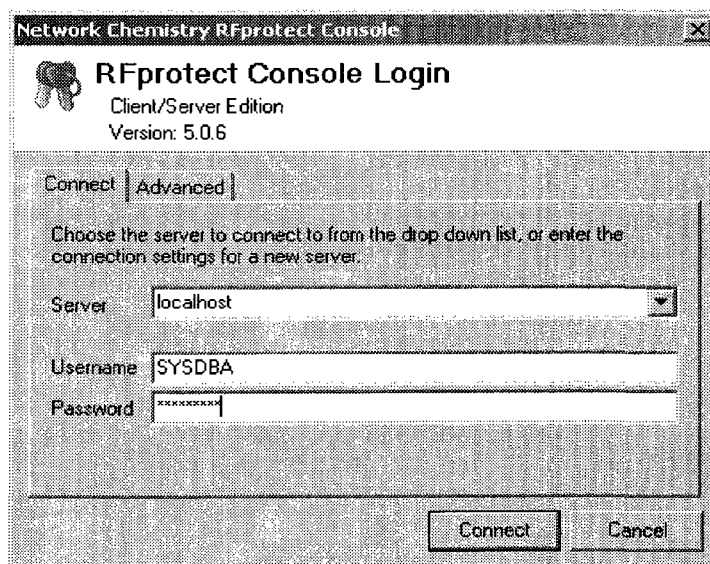 Network Chemistry RFprotect Console
RFprotect Console Login
Client/Server Edition
Version: 5.0.6
Connect
Advanced
Choose the server to connect to from the drop down list, or enter the
connection settings for a new server.
Server
localhost
Username
SYSDBA
Password
*********
Connect
Cancel